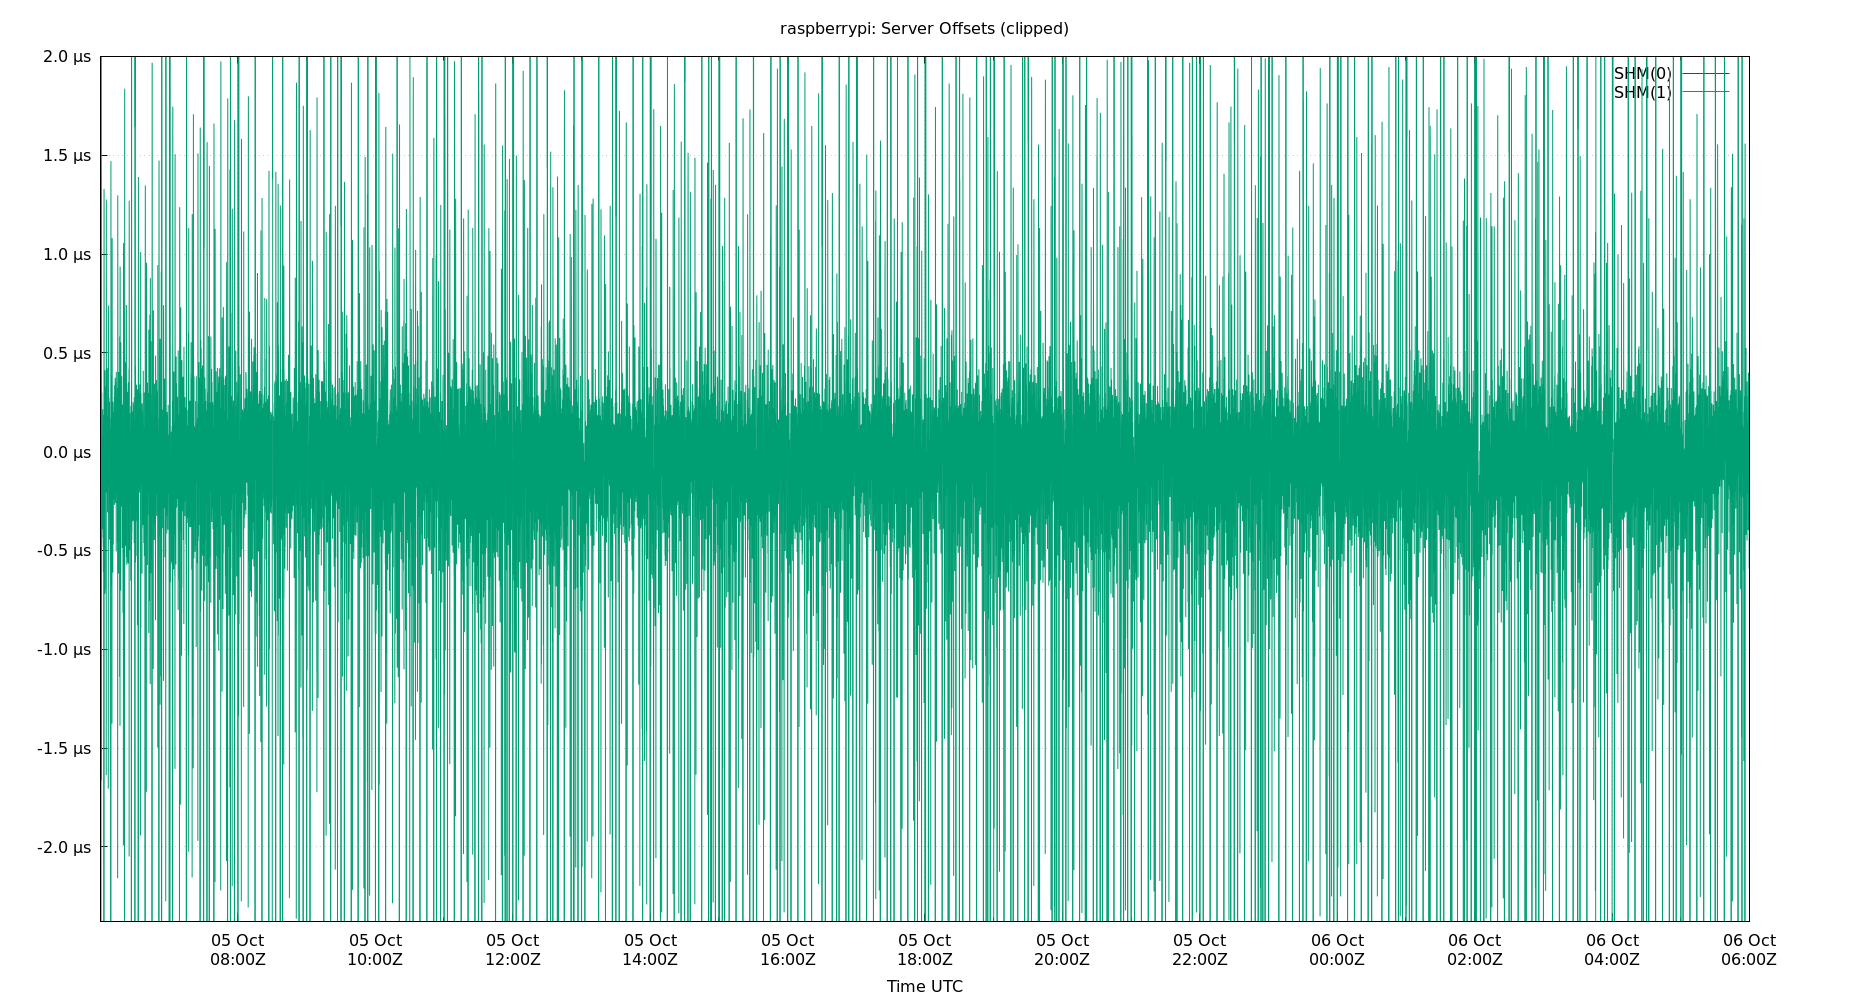 raspberrypi: Server Offsets (clipped)
2.0 µs
1.5 µs
1.0 µs
0.5 µs
0.0 µs
-0.5 µs
-1.0 µs
-1.5 µs
-2.0 µs
SHM(0)
SHM(1)
05 Oct 05 Oct 05 Oct 05 Oct 05 Oct 05 Oct 05 Oct 05 Oct 06 Oct 06 Oct 06 Oct 06 Oct
08:00Z 10:00Z 12:00Z 14:00Z 16:00Z 18:00Z 20:00Z 22:00Z 00:00Z 02:00Z 04:00Z 06:00Z
Time UTC